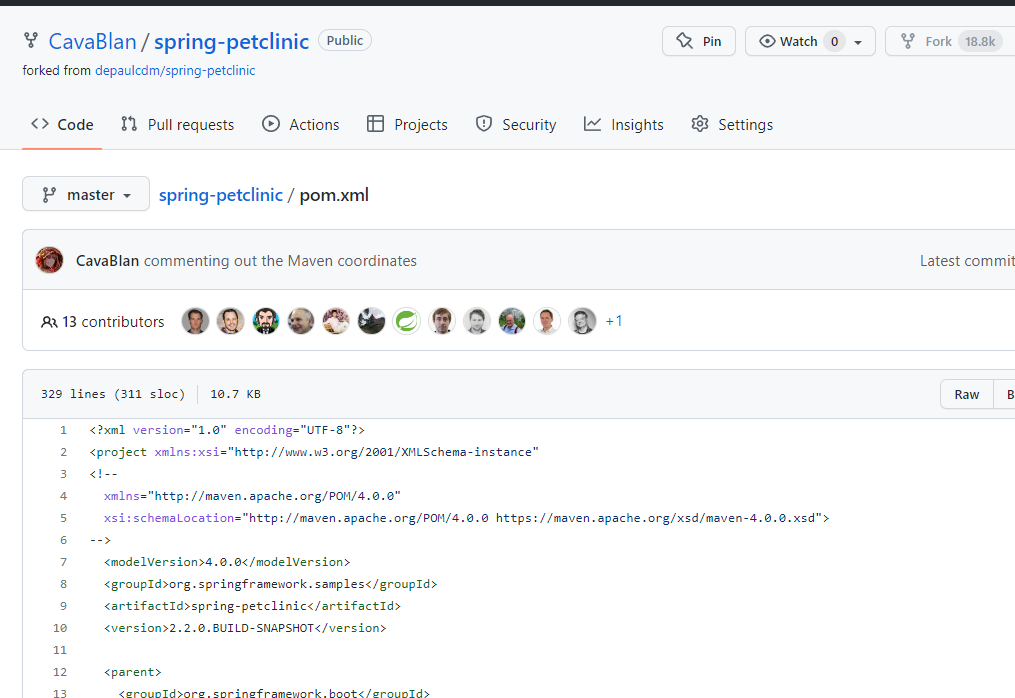 CavaBlan / spring-petclinic Public
Pin
Watch 0
Fork 18.8k
forked from depaulcdm/spring-petclinic
Code
Pull requests
Actions
Projects
Security
Insights
Settings
master
spring-petclinic / pom.xml
CavaBlan commenting out the Maven coordinates
Latest commit
13 contributors
+1
329 lines (311 sloc)
10.7 KB
Raw
B
1 <?xml version="1.0" encoding="UTF-8"?>
2 <project xmlns:xsi="http://www.w3.org/2001/XMLSchema-instance"
3 <!--
4 xmlns="http://maven.apache.org/POM/4.0.0"
5 xsi:schemaLocation="http://maven.apache.org/POM/4.0.0 https://maven.apache.org/xsd/maven-4.0.0.xsd">
6 -->
7 <modelVersion>4.0.0</modelVersion>
8 <groupId>org.springframework.samples</groupId>
9 <artifactId>spring-petclinic</artifactId>
10 <version>2.2.0.BUILD-SNAPSHOT</version>
11
12 <parent>
13 <groupId>org.springframework.boot</groupId>